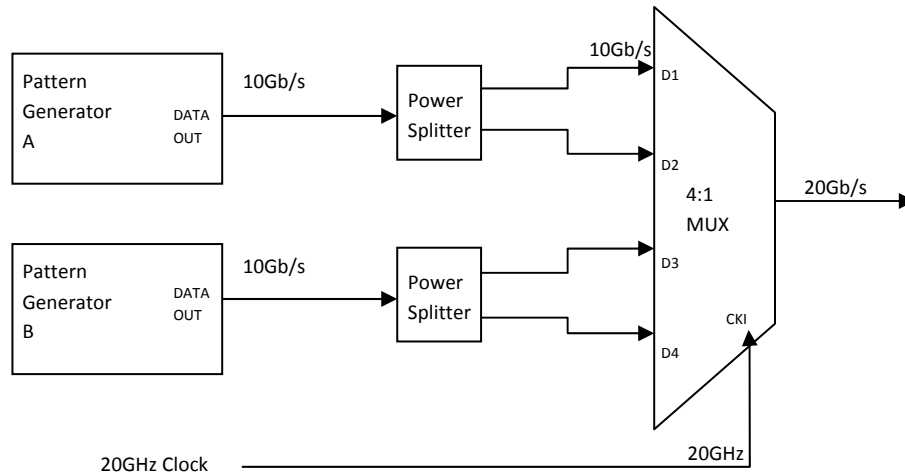 Pattern
Generator
A
DATA
OUT
10Gb/s
Power
Splitter
10Gb/s
D1
D2
4:1
MUX
20Gb/s
Pattern
Generator
B
DATA
OUT
10Gb/s
Power
Splitter
D3
D4
CKI
20GHz Clock
20GHz